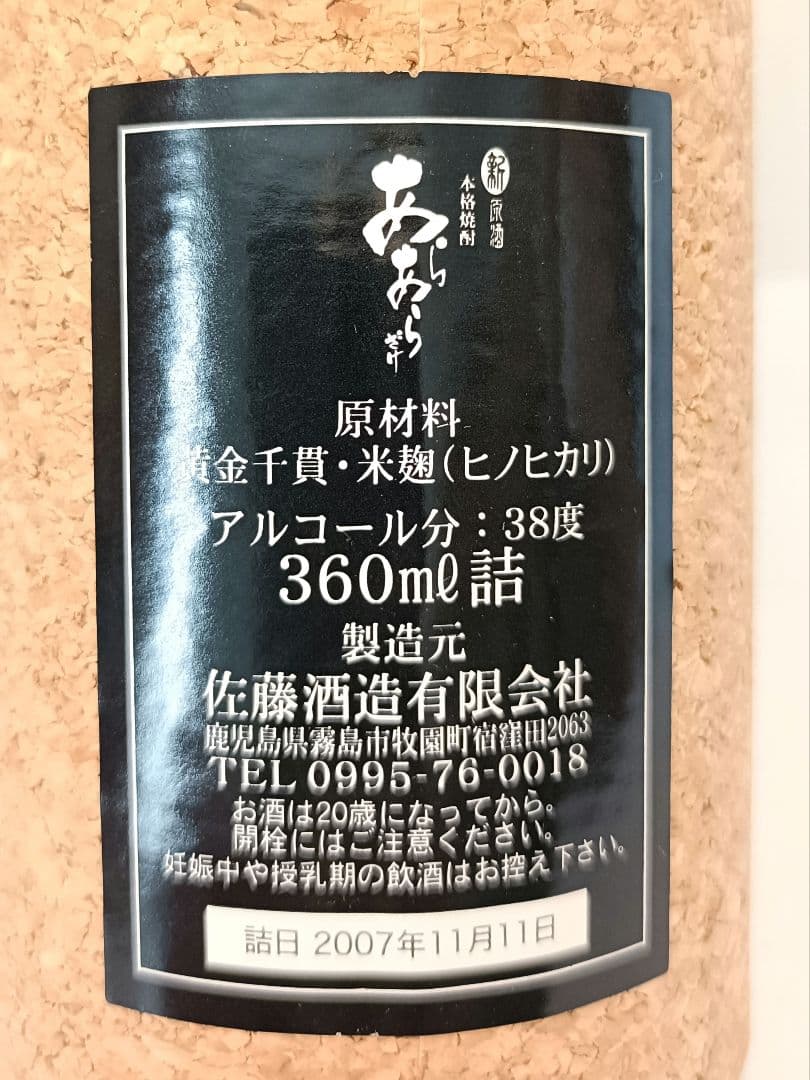 新 原酒
本格焼酎
あらあらざけ
原材料
黄金千貫・米麹(ヒノヒカリ)
アルコール分：38度
360mℓ詰
製造元
佐藤酒造有限会社
鹿児島県霧島市牧園町宿窪田2063
TEL 0995-76-0018
お酒は20歳になってから。
開栓にはご注意ください。
妊娠中や授乳期の飲酒はお控え下さい。
詰日 2007年11月11日